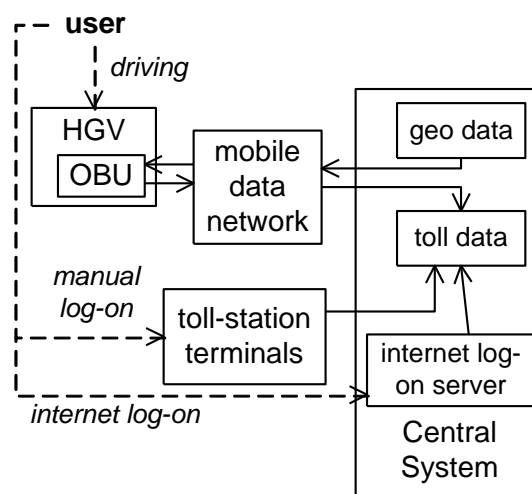 user
driving
HGV
OBU
mobile
data
network
geo data
toll data
manual
log-on
toll-station
terminals
internet log-
on server
internet log-on
Central
System